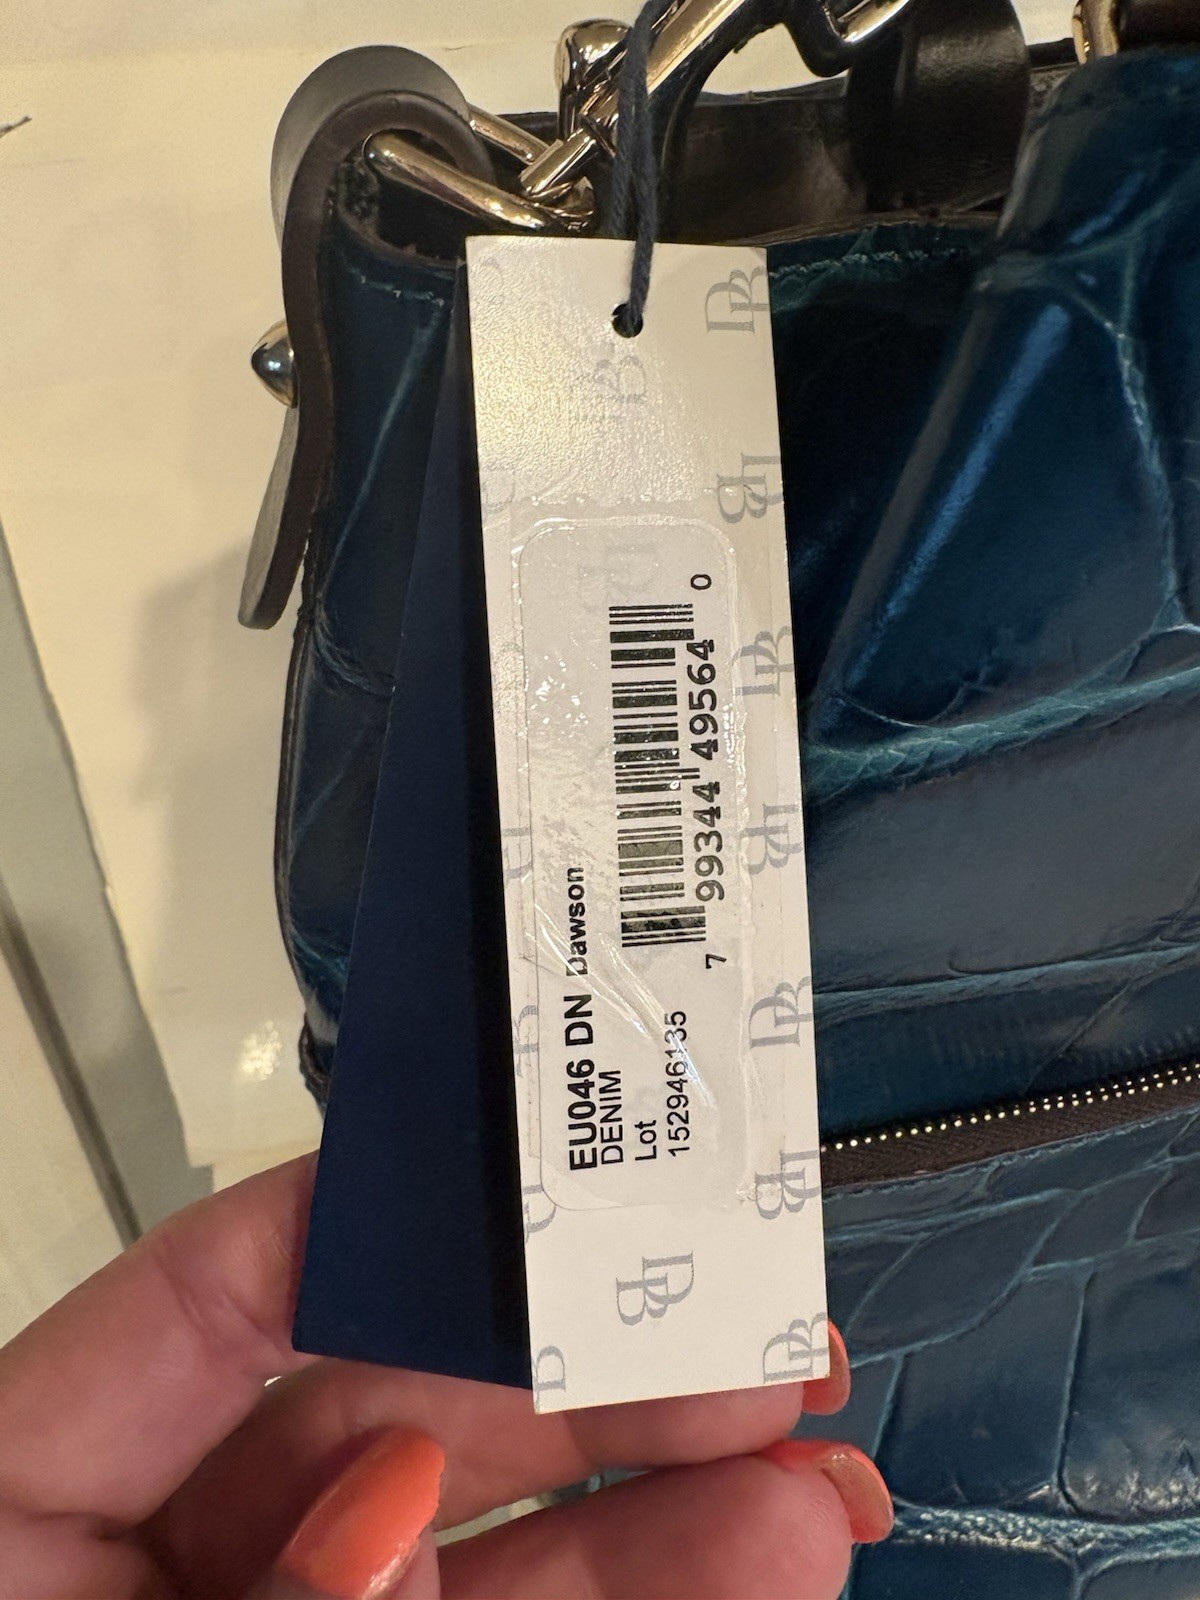 EU046 DN Dawson
DENIM
Lot
152946135
7 99344 49564 0